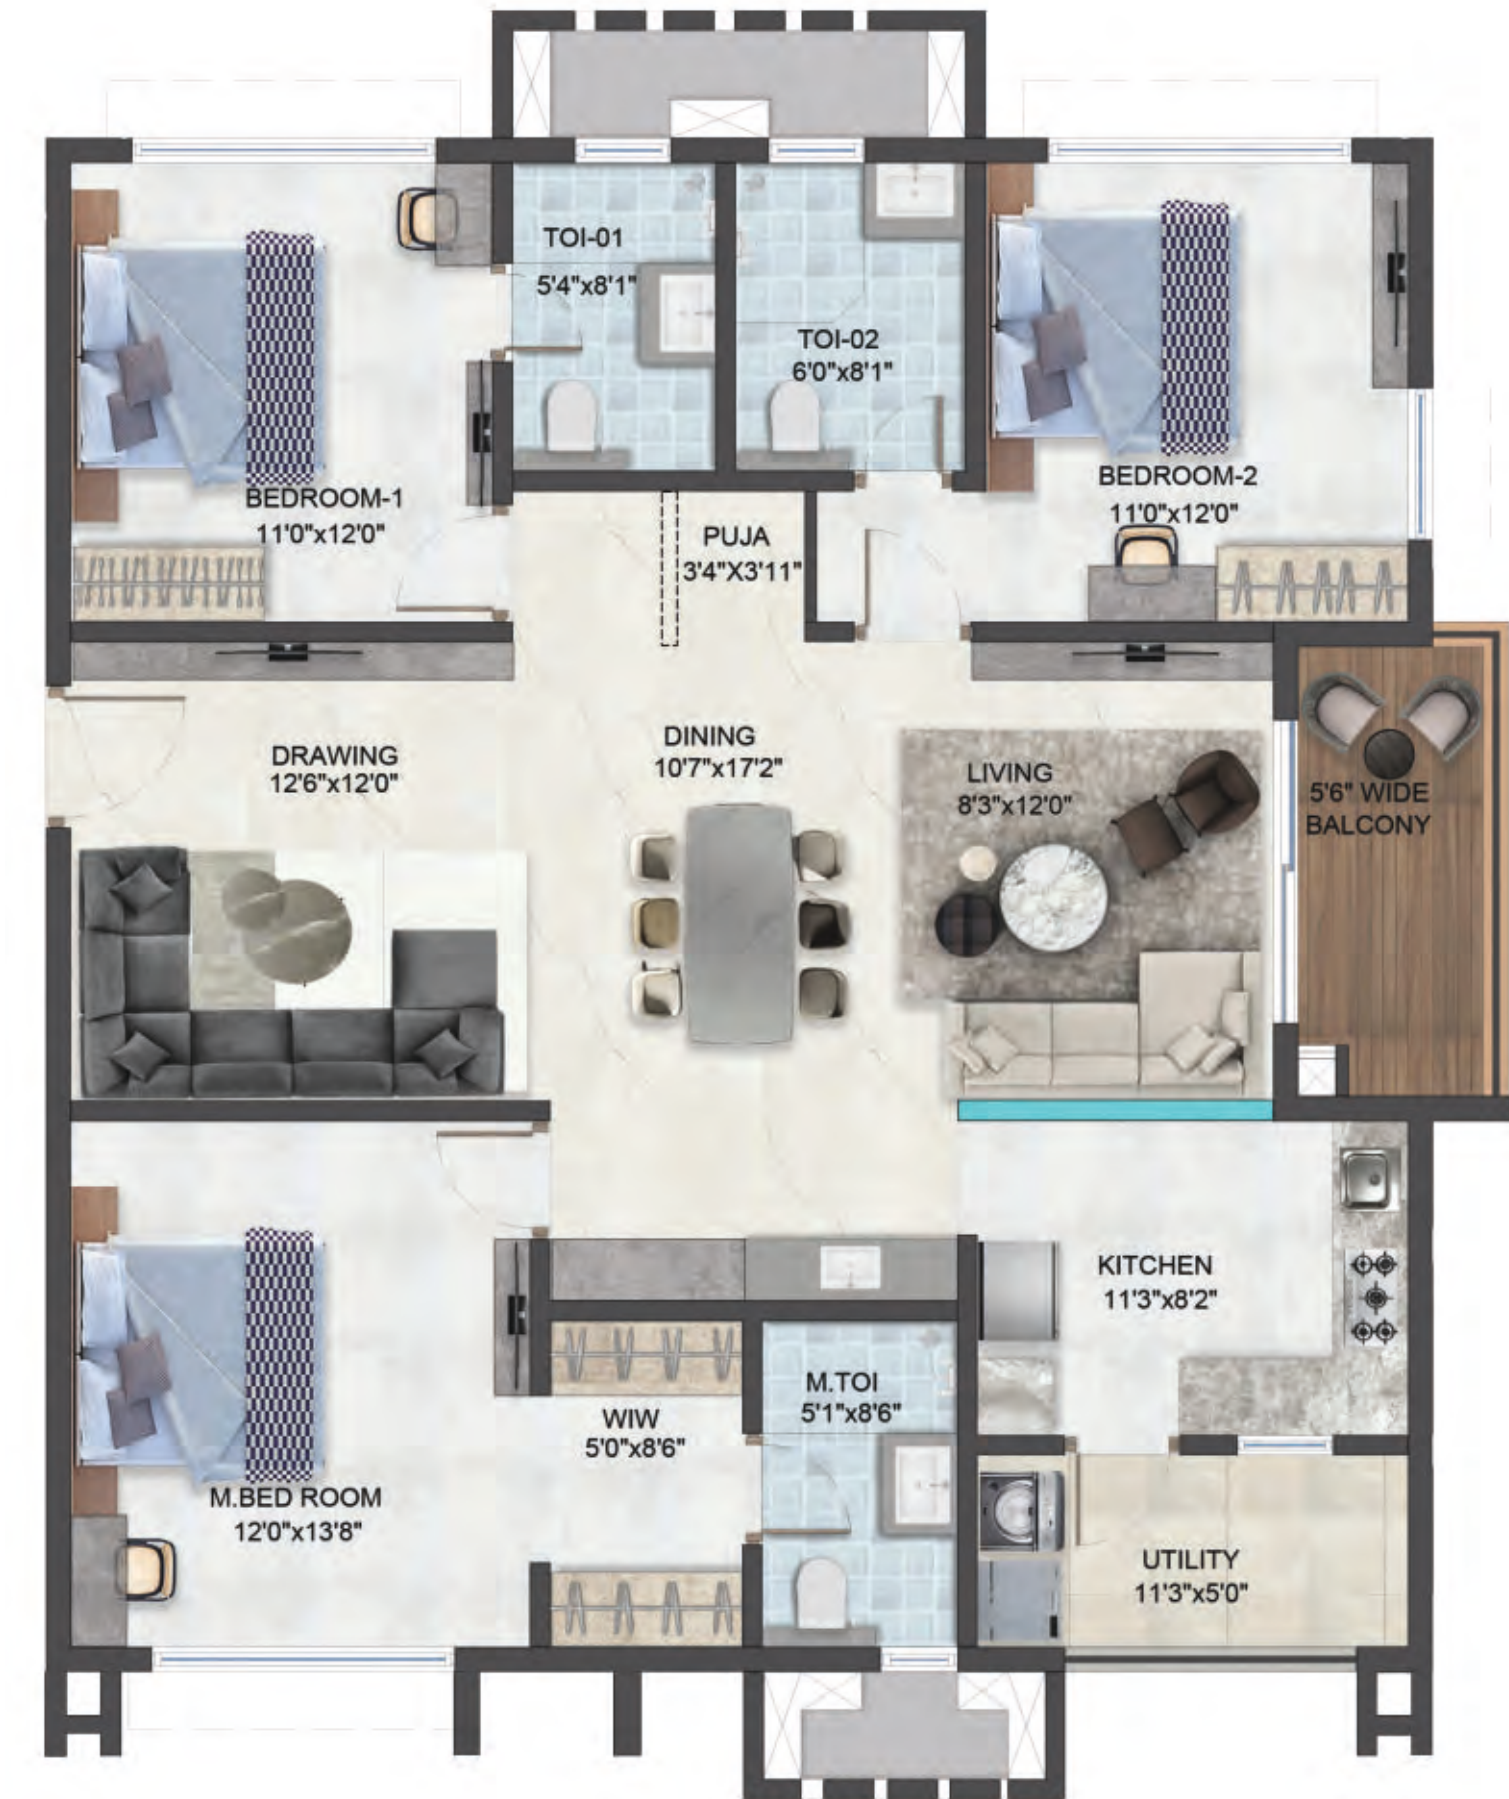 TOI-01
5'4"x8'1"
TOI-02
6'0"x8'1"
BEDROOM-1
11'0"x12'0"
BEDROOM-2
11'0"x12'0"
PUJA
3'4"X3'11"
DRAWING
12'6"x12'0"
DINING
10'7"x17'2"
LIVING
8'3"x12'0"
5'6" WIDE
BALCONY
KITCHEN
11'3"x8'2"
M.TOI
5'1"x8'6"
WIW
5'0"x8'6"
M.BED ROOM
12'0"x13'8"
UTILITY
11'3"x5'0"